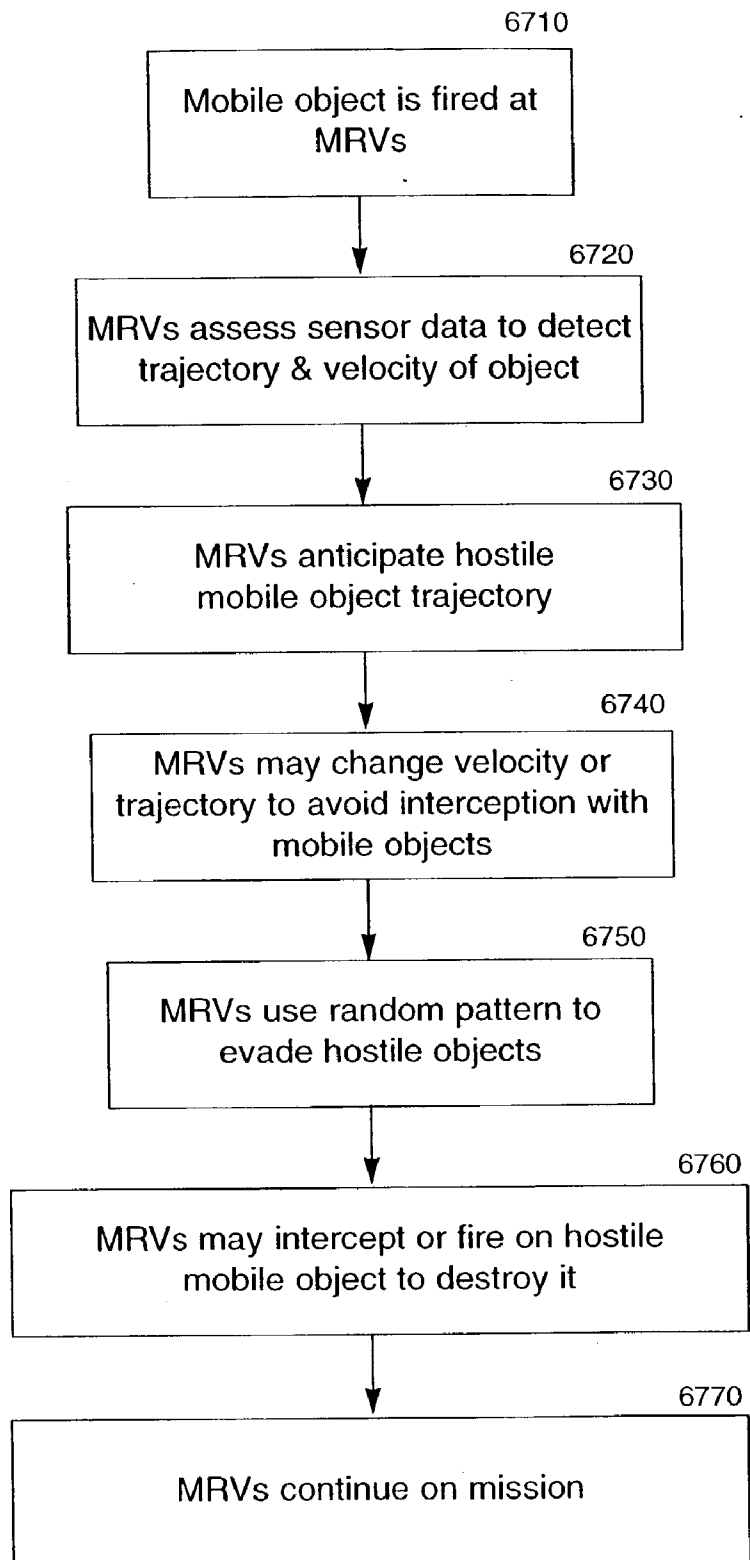 6710
Mobile object is fired at
MRVs
6720
MRVs assess sensor data to detect
trajectory & velocity of object
6730
MRVs anticipate hostile
mobile object trajectory
6740
MRVs may change velocity or
trajectory to avoid interception with
mobile objects
6750
MRVs use random pattern to
evade hostile objects
6760
MRVs may intercept or fire on hostile
mobile object to destroy it
6770
MRVs continue on mission